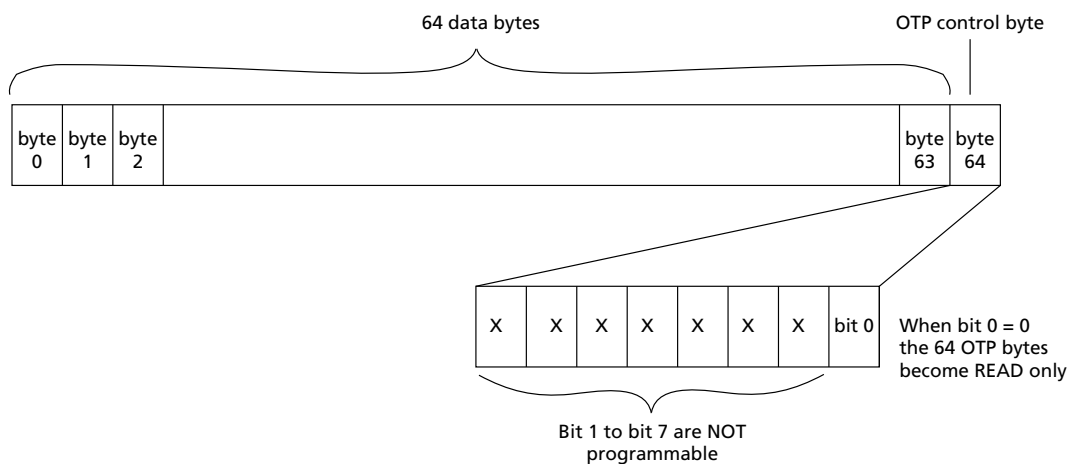 64 data bytes
OTP control byte
byte
0
byte
1
byte
2
byte
63
byte
64
X X X X X X X bit 0
When bit 0 = 0
the 64 OTP bytes
become READ only
Bit 1 to bit 7 are NOT
programmable